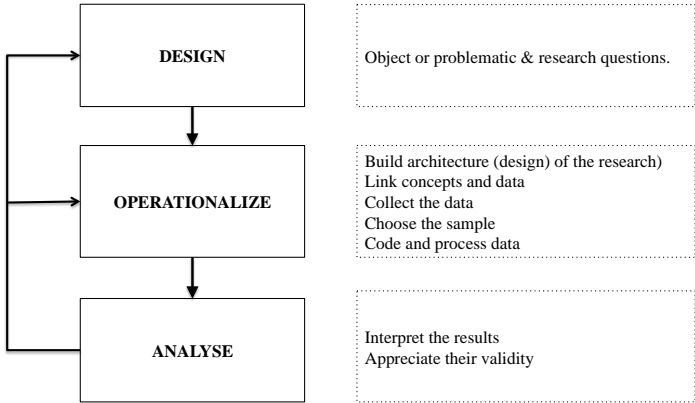 DESIGN
Object or problematic & research questions.
OPERATIONALIZE
Build architecture (design) of the research)
Link concepts and data
Collect the data
Choose the sample
Code and process data
ANALYSE
Interpret the results
Appreciate their validity